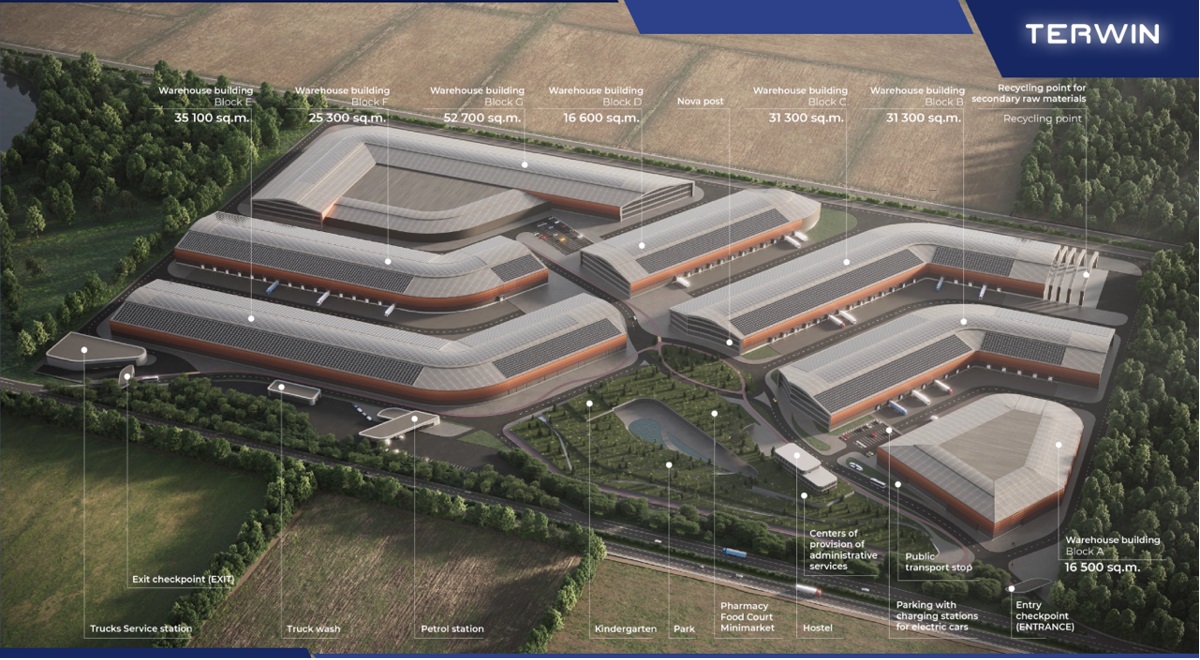 TERWIN
Warehouse building
Block E
35 100 sq.m.
Warehouse building
Block F
25 300 sq.m.
Warehouse building
Block G
52 700 sq.m.
Warehouse building
Block D
16 600 sq.m.
Nova post
Warehouse building
Block C
31 300 sq.m.
Warehouse building
Block B
31 300 sq.m.
Recycling point for
secondary raw materials
Recycling point
Exit checkpoint (EXIT)
Trucks Service station
Truck wash
Petrol station
Kindergarten
Park
Pharmacy
Food Court
Minimarket
Centers of
provision of
administrative
services
Hostel
Public
transport stop
Parking with
charging stations
for electric cars
Warehouse building
Block A
16 500 sq.m.
Entry
checkpoint
(ENTRANCE)